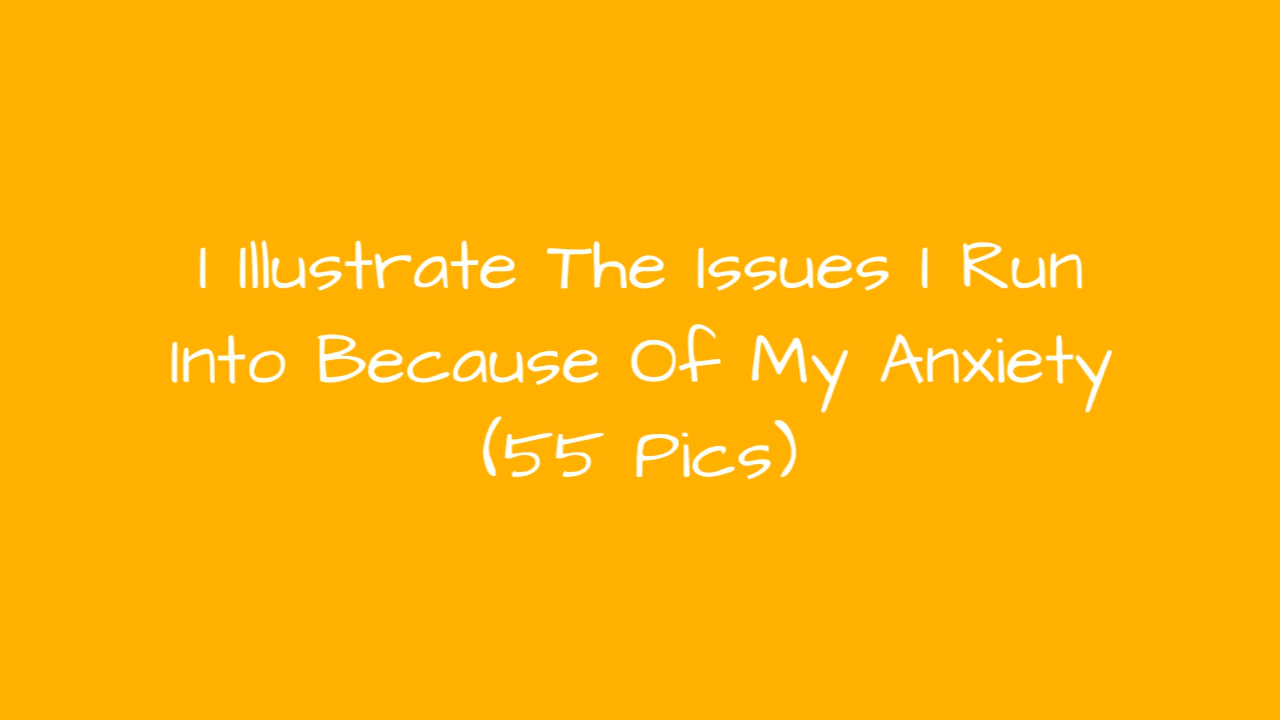 I Illustrate The Issues I Run
Into Because Of My Anxiety
(55 Pics)